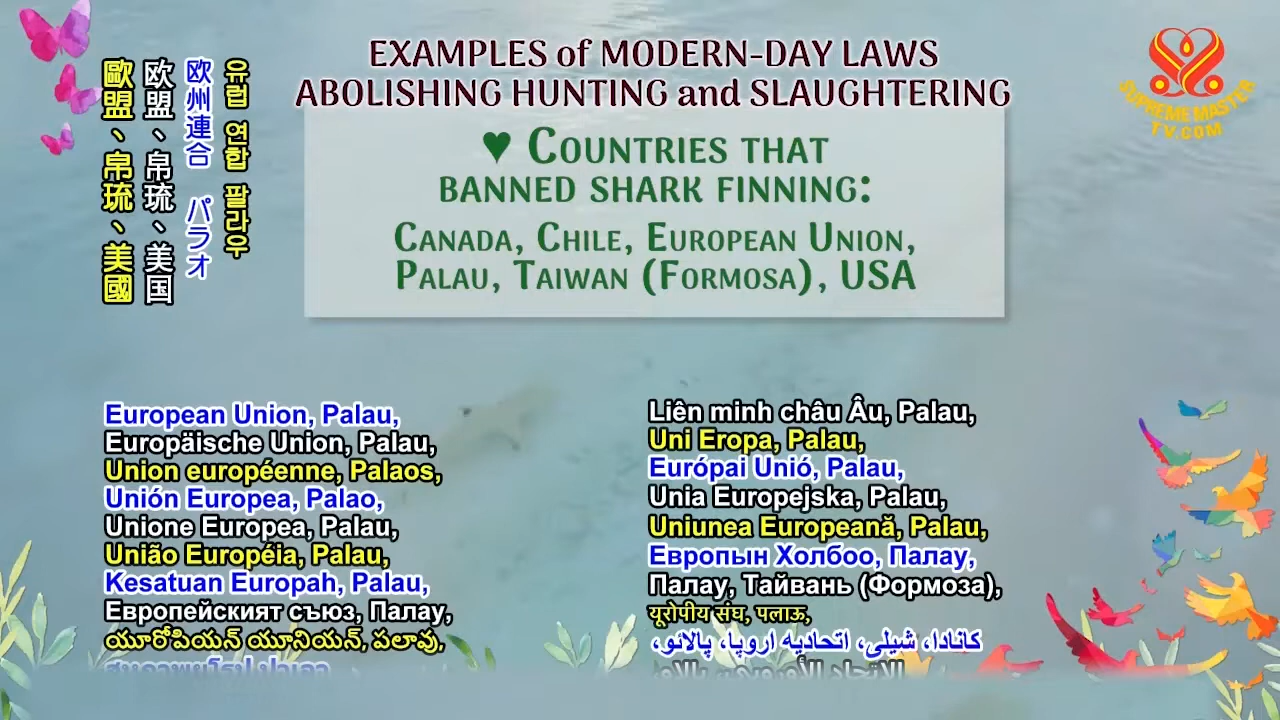 EXAMPLES of MODERN-DAY LAWS
ABOLISHING HUNTING and SLAUGHTERING
♥ COUNTRIES THAT
BANNED SHARK FINNING:
CANADA, CHILE, EUROPEAN UNION,
PALAU, TAIWAN (FORMOSA), USA
SUPREME MASTER
TV.COM
歐盟、帛琉、美國
欧盟、帛琉、美国
欧州連合 パラオ
유럽 연합 팔라우
European Union, Palau,
Europäische Union, Palau,
Union européenne, Palaos,
Unión Europea, Palao,
Unione Europea, Palau,
União Européia, Palau,
Kesatuan Europah, Palau,
Европейският съюз, Палау,
యూరోపియన్ యూనియన్, పలావు,
Liên minh châu Âu, Palau,
Uni Eropa, Palau,
Európai Unió, Palau,
Unia Europejska, Palau,
Uniunea Europeană, Palau,
Европын Холбоо, Палау,
Палау, Тайвань (Формоза),
यूरोपीय संघ, पलाऊ,
کانادا، شیلی، اتحادیه اروپا، پالائو،
الاتحاد الأوروبي، بالاو